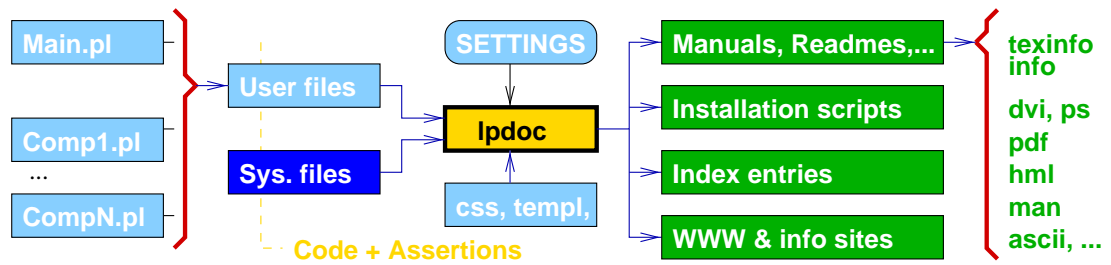 Main.pl
Comp1.pl
...
CompN.pl
User files
Sys. files
Code + Assertions
SETTINGS
lpdoc
css, templ,
Manuals, Readmes,...
Installation scripts
Index entries
WWW & info sites
texinfo
info
dvi, ps
pdf
hml
man
ascii, ...